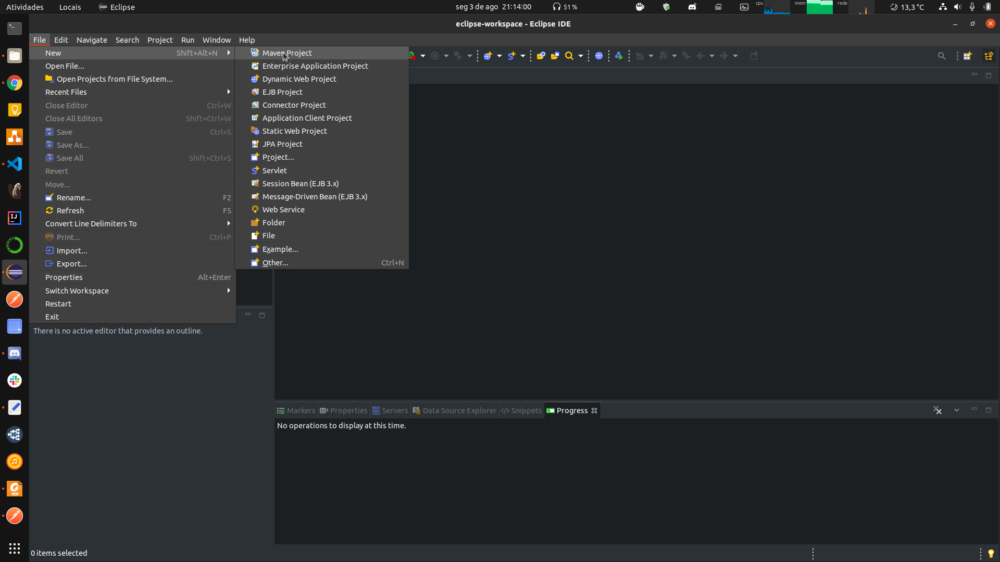 Atividades Locais Eclipse seg 3 de ago 21:14:00 51 % cpu mem rede 13,3 °C
eclipse-workspace - Eclipse IDE
File Edit Navigate Search Project Run Window Help
New Shift+Alt+N
Open File...
Open Projects from File System...
Recent Files
Close Editor Ctrl+W
Close All Editors Shift+Ctrl+W
Save Ctrl+S
Save As...
Save All Shift+Ctrl+S
Revert
Move...
Rename... F2
Refresh F5
Convert Line Delimiters To
Print... Ctrl+P
Import...
Export...
Properties Alt+Enter
Switch Workspace
Restart
Exit
Maven Project
Enterprise Application Project
Dynamic Web Project
EJB Project
Connector Project
Application Client Project
Static Web Project
JPA Project
Project...
Servlet
Session Bean (EJB 3.x)
Message-Driven Bean (EJB 3.x)
Web Service
Folder
File
Example...
Other... Ctrl+N
There is no active editor that provides an outline.
Markers Properties Servers Data Source Explorer Snippets Progress
No operations to display at this time.
0 items selected
IJ
PDF